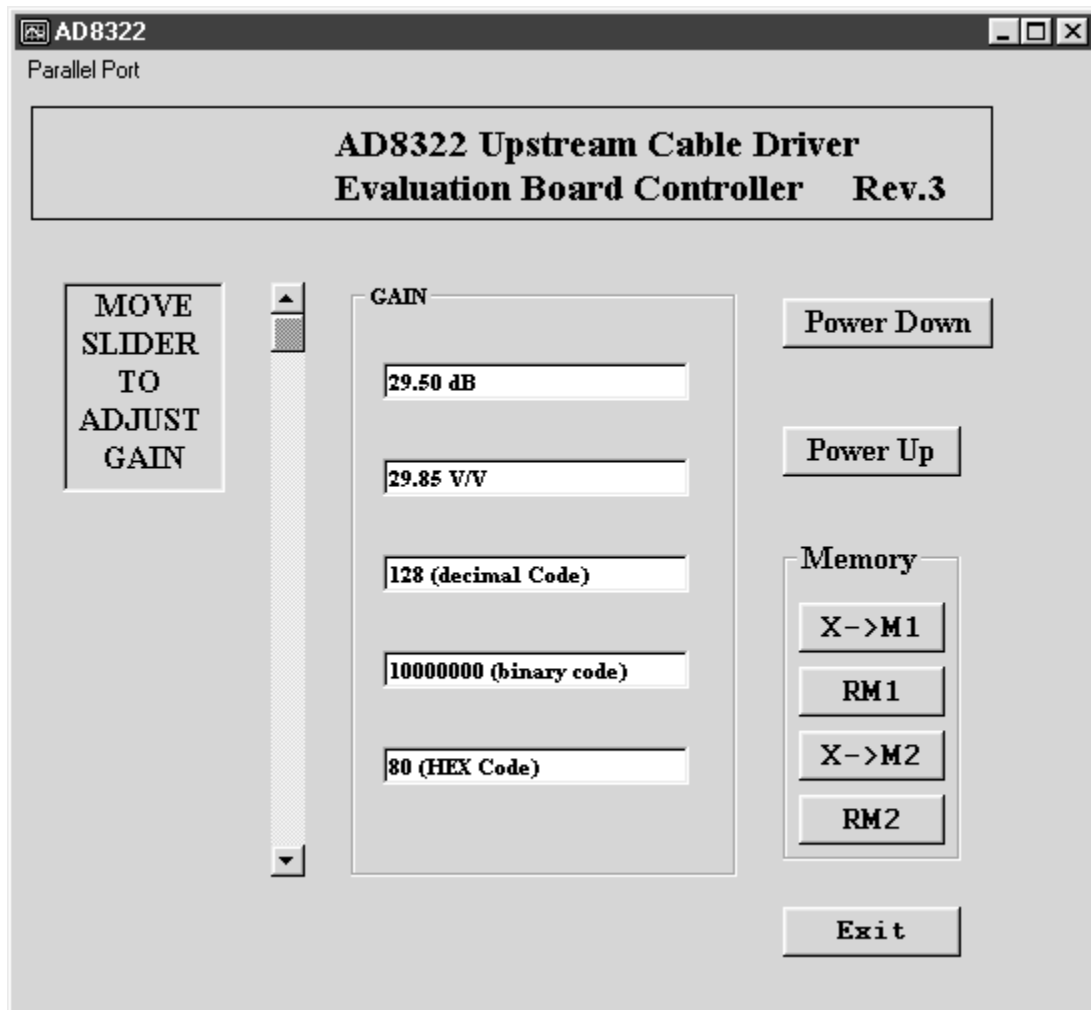 AD8322
Parallel Port
AD8322 Upstream Cable Driver
Evaluation Board Controller Rev.3
MOVE
SLIDER
TO
ADJUST
GAIN
GAIN
29.50 dB
29.85 V/V
128 (decimal Code)
10000000 (binary code)
80 (HEX Code)
Power Down
Power Up
Memory
X->M1
RM1
X->M2
RM2
Exit